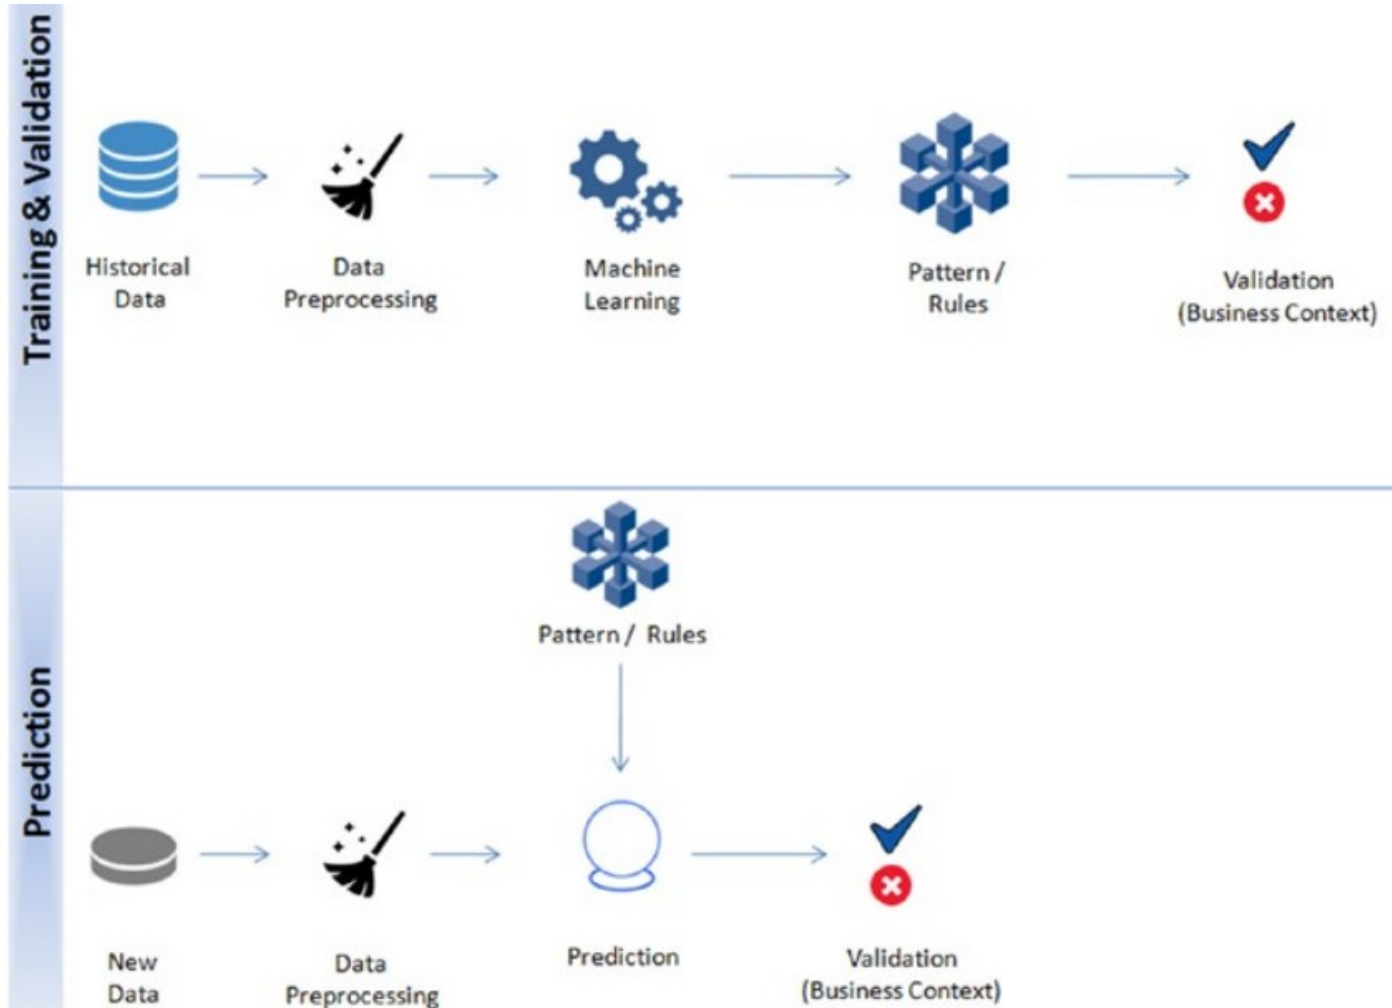 Training & Validation
Historical
Data
Data
Preprocessing
Machine
Learning
Pattern /
Rules
Validation
(Business Context)
Prediction
Pattern / Rules
New
Data
Data
Preprocessing
Prediction
Validation
(Business Context)